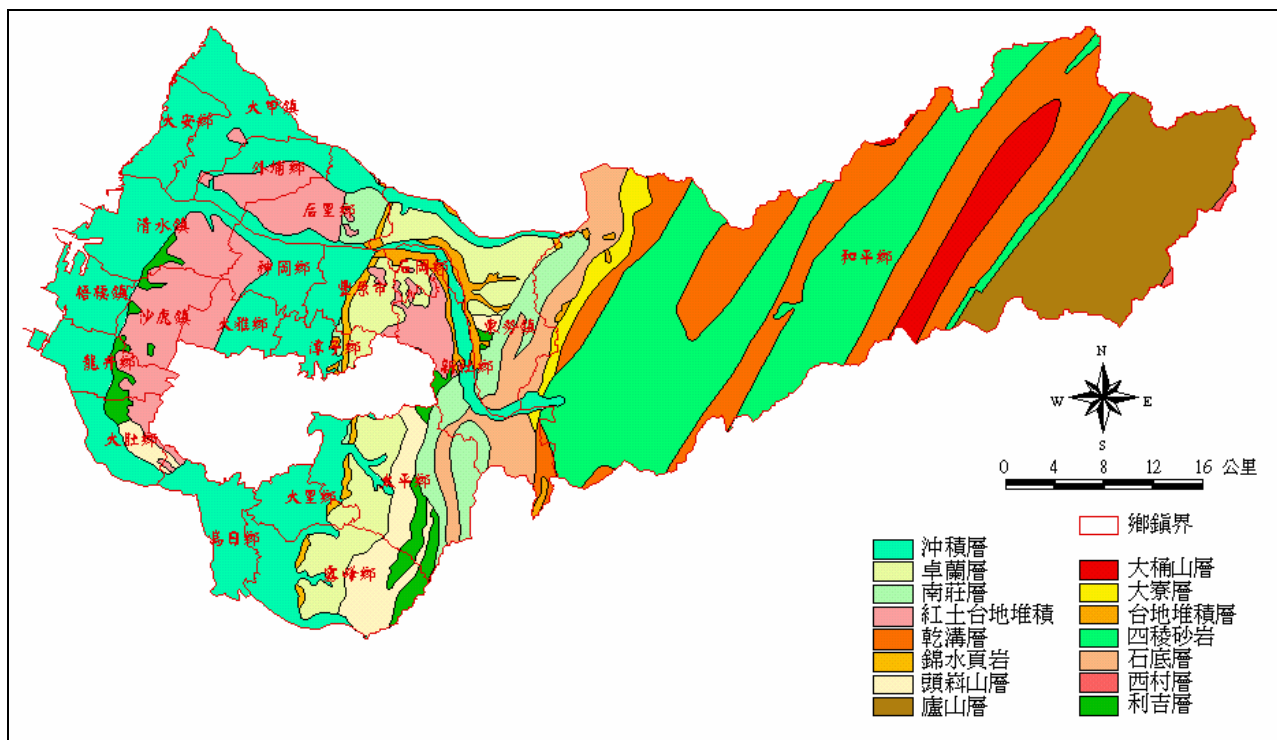 大甲鎮
大安鄉
外埔鄉
后里鄉
清水鎮
神岡鄉
石岡鄉
豐原市
梧棲鎮
沙鹿鎮
大雅鄉
東勢鎮
和平鄉
潭子鄉
新社鄉
龍井鄉
大肚鄉
太平鄉
大里鄉
烏日鄉
霧峰鄉
N
W
E
S
0 4 8 12 16 公里
鄉鎮界
沖積層
卓蘭層
南莊層
紅土台地堆積
乾溝層
錦水頁岩
頭嵙山層
廬山層
大桶山層
大寮層
台地堆積層
四稜砂岩
石底層
西村層
利吉層